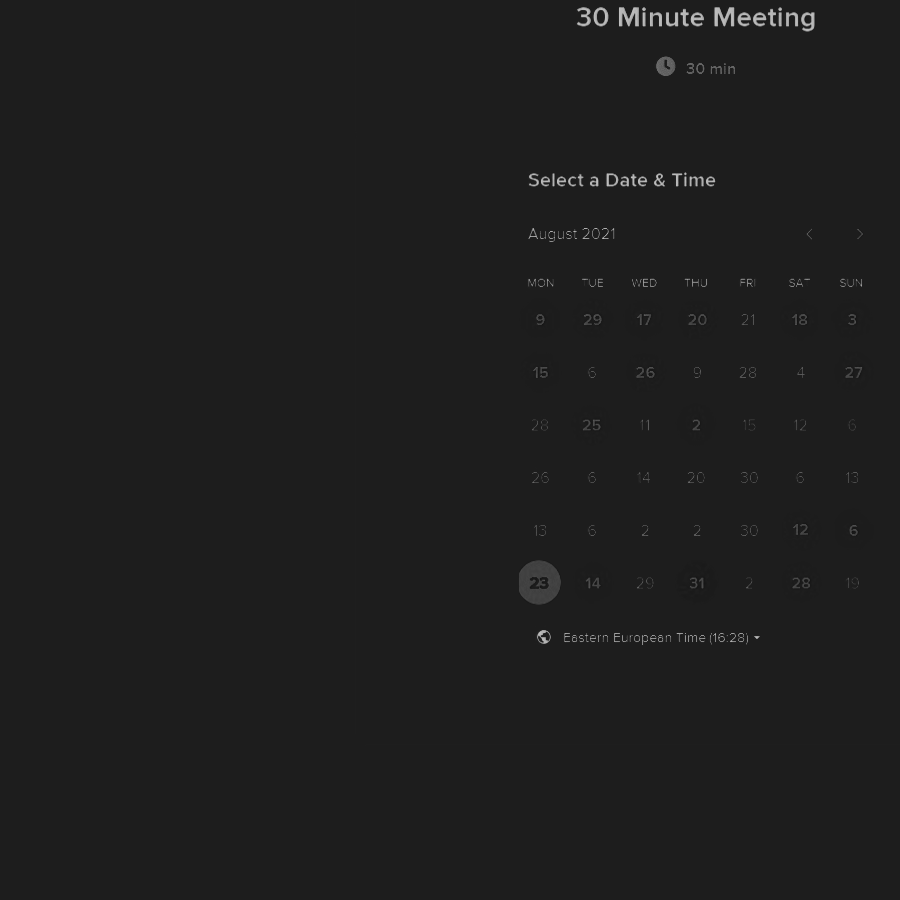 30 Minute Meeting
30 min
Select a Date & Time
August 2021
MON TUE WED THU FRI SAT SUN
9 29 17 20 21 18 3
15 6 26 9 28 4 27
28 25 11 2 15 12 6
26 6 14 20 30 6 13
13 6 2 2 30 12 6
23 14 29 31 2 28 19
Eastern European Time (16:28)